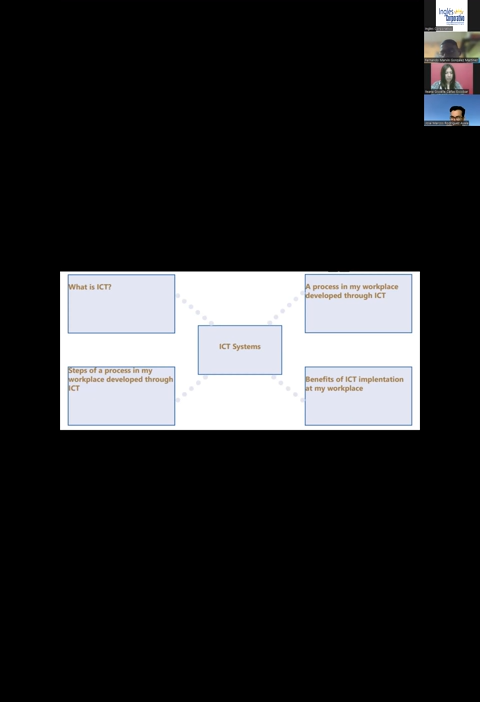 Inglés
Corporativo
What is ICT?
A process in my workplace
developed through ICT
ICT Systems
Steps of a process in my
workplace developed through
ICT
Benefits of ICT implentation
at my workplace